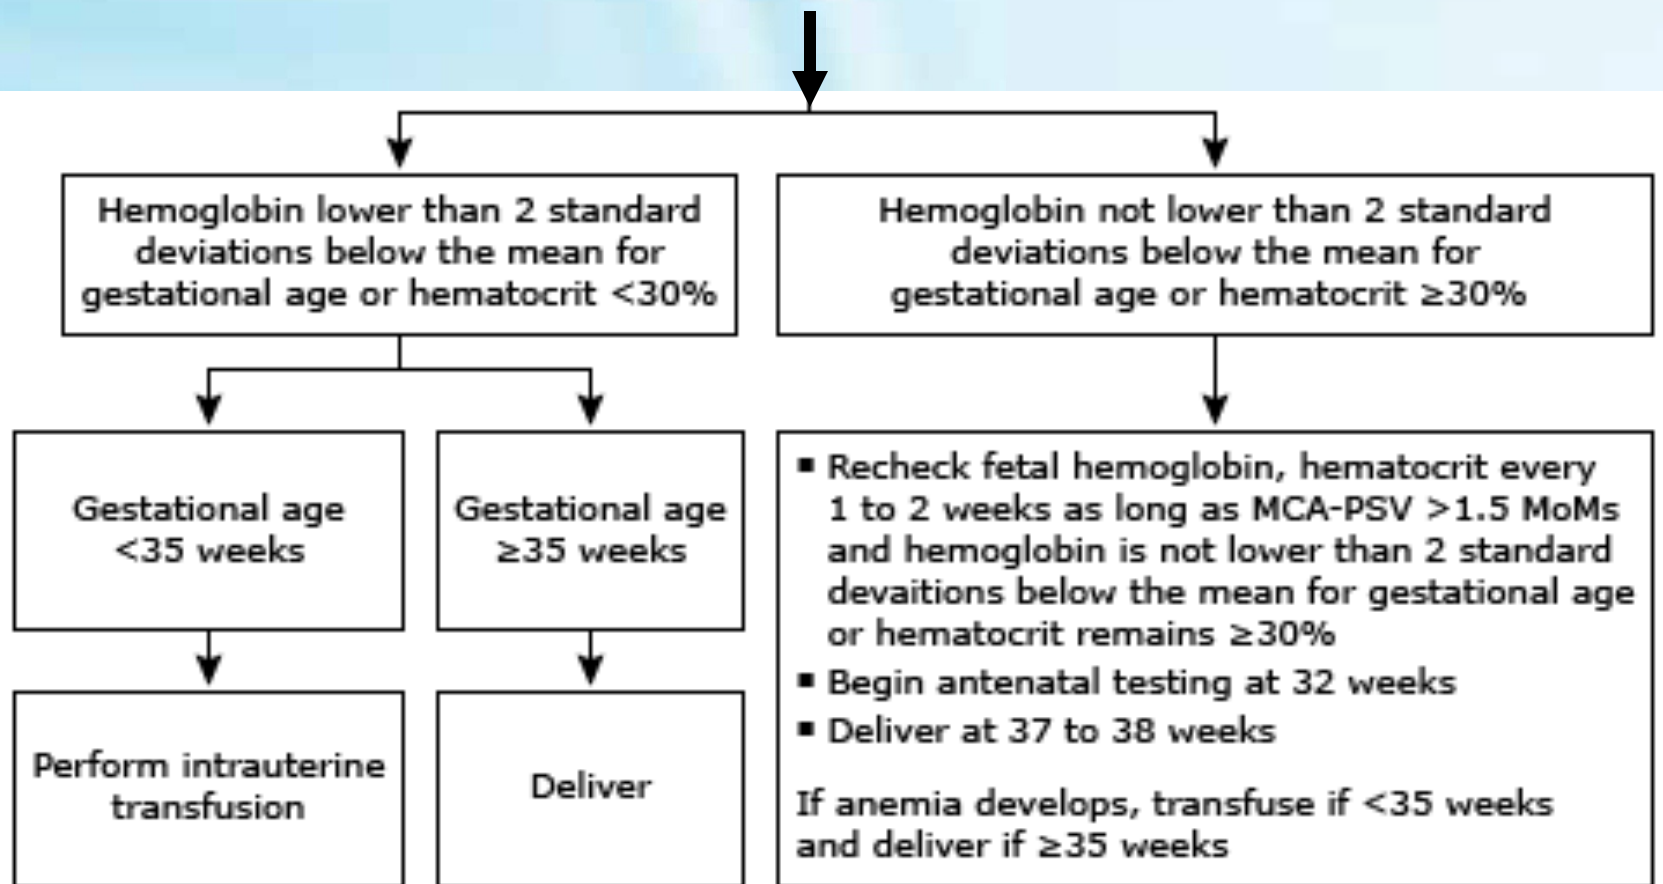 Hemoglobin lower than 2 standard
deviations below the mean for
gestational age or hematocrit <30%
Hemoglobin not lower than 2 standard
deviations below the mean for
gestational age or hematocrit ≥30%
Gestational age
<35 weeks
Gestational age
≥35 weeks
▪ Recheck fetal hemoglobin, hematocrit every
1 to 2 weeks as long as MCA-PSV >1.5 MoMs
and hemoglobin is not lower than 2 standard
devaitions below the mean for gestational age
or hematocrit remains ≥30%
▪ Begin antenatal testing at 32 weeks
▪ Deliver at 37 to 38 weeks
If anemia develops, transfuse if <35 weeks
and deliver if ≥35 weeks
Perform intrauterine
transfusion
Deliver